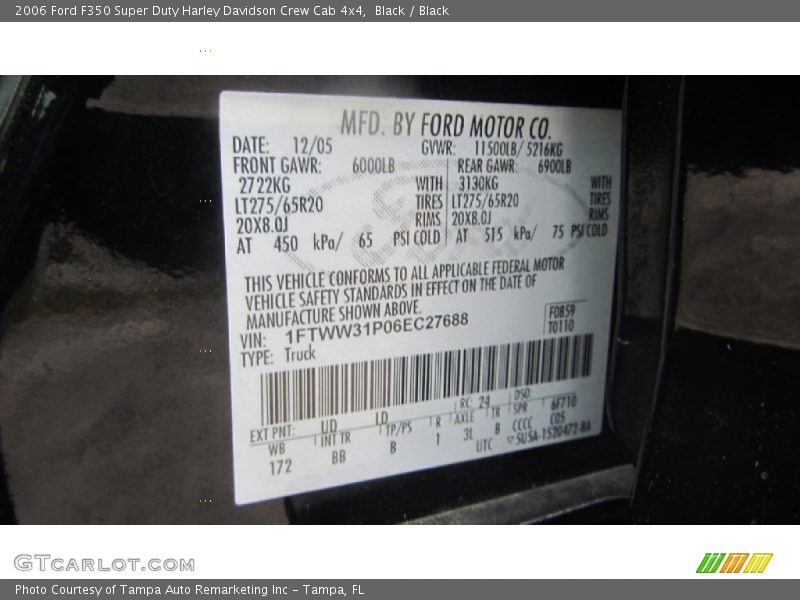 2006 Ford F350 Super Duty Harley Davidson Crew Cab 4x4, Black / Black
MFD. BY FORD MOTOR CO.
DATE: 12/05 GVWR: 11500LB/ 5216KG
FRONT GAWR: 6000LB REAR GAWR: 6900LB
2722KG WITH 3130KG WITH
LT275/65R20 TIRES LT275/65R20 TIRES
20X8.0J RIMS 20X8.0J RIMS
AT 450 kPa/ 65 PSI COLD AT 515 kPa/ 75 PSI COLD
THIS VEHICLE CONFORMS TO ALL APPLICABLE FEDERAL MOTOR
VEHICLE SAFETY STANDARDS IN EFFECT ON THE DATE OF
MANUFACTURE SHOWN ABOVE.
VIN: 1FTWW31P06EC27688 F0859
TYPE: Truck T0110
EXT PNT: UD LD RC: 24 DSO
WB INT TR TP/PS R AXLE TR SPR 6F710
172 BB B 1 3L B CCCC C05
UTC 5U5A-1520472-BA
GTCARLOT.COM
Photo Courtesy of Tampa Auto Remarketing Inc - Tampa, FL